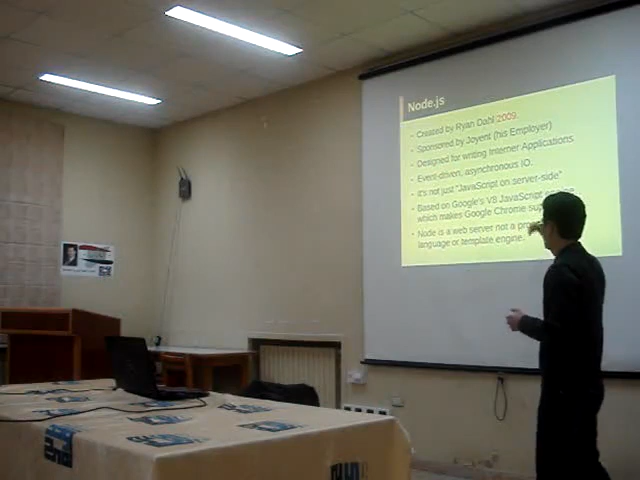 Node.js
- Created by Ryan Dahl 2009.
- Sponsored by Joyent (his Employer)
- Designed for writing Internet Applications
- Event-driven, asynchronous IO.
- It's not just "JavaScript on server-side"
- Based on Google's V8 JavaScript
which makes Google Chrome
- Node is a web server not a
language or template engine.